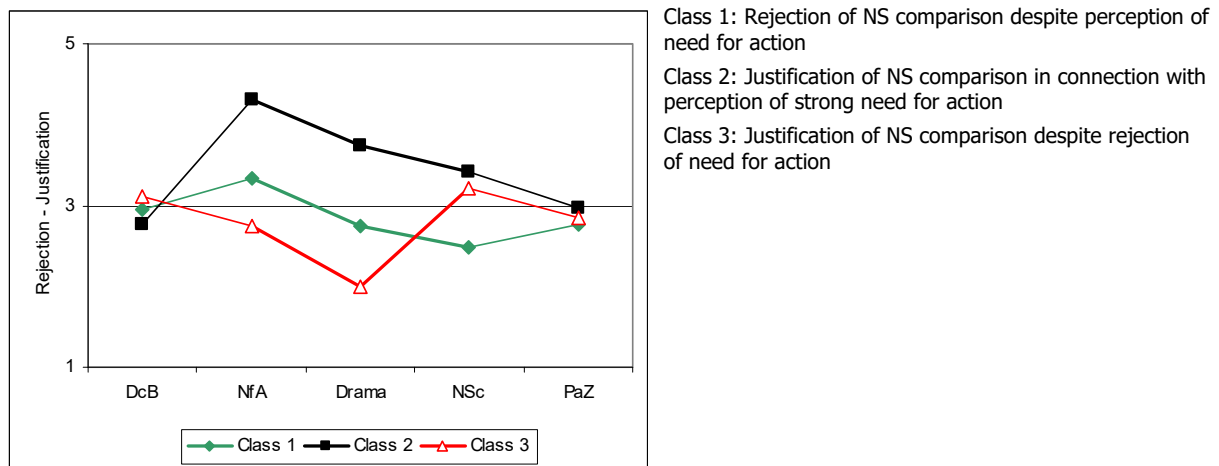 Class 1: Rejection of NS comparison despite perception of
need for action
Class 2: Justification of NS comparison in connection with
perception of strong need for action
Class 3: Justification of NS comparison despite rejection
of need for action
Rejection - Justification
5
3
1
DcB NfA Drama NSc PaZ
Class 1 Class 2 Class 3